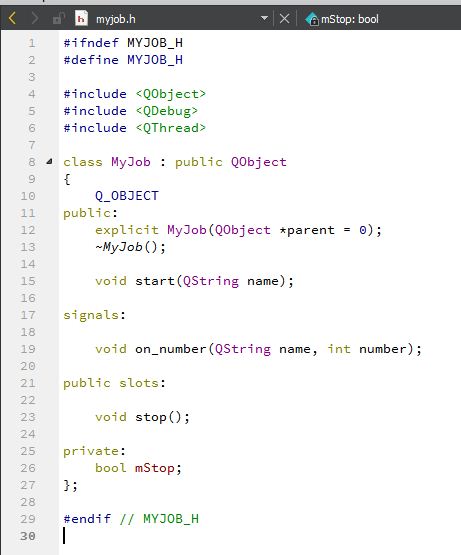 myjob.h mStop: bool
1 #ifndef MYJOB_H
2 #define MYJOB_H
3
4 #include <QObject>
5 #include <QDebug>
6 #include <QThread>
7
8 class MyJob : public QObject
9 {
10     Q_OBJECT
11 public:
12     explicit MyJob(QObject *parent = 0);
13     ~MyJob();
14
15     void start(QString name);
16
17 signals:
18
19     void on_number(QString name, int number);
20
21 public slots:
22
23     void stop();
24
25 private:
26     bool mStop;
27 };
28
29 #endif // MYJOB_H
30